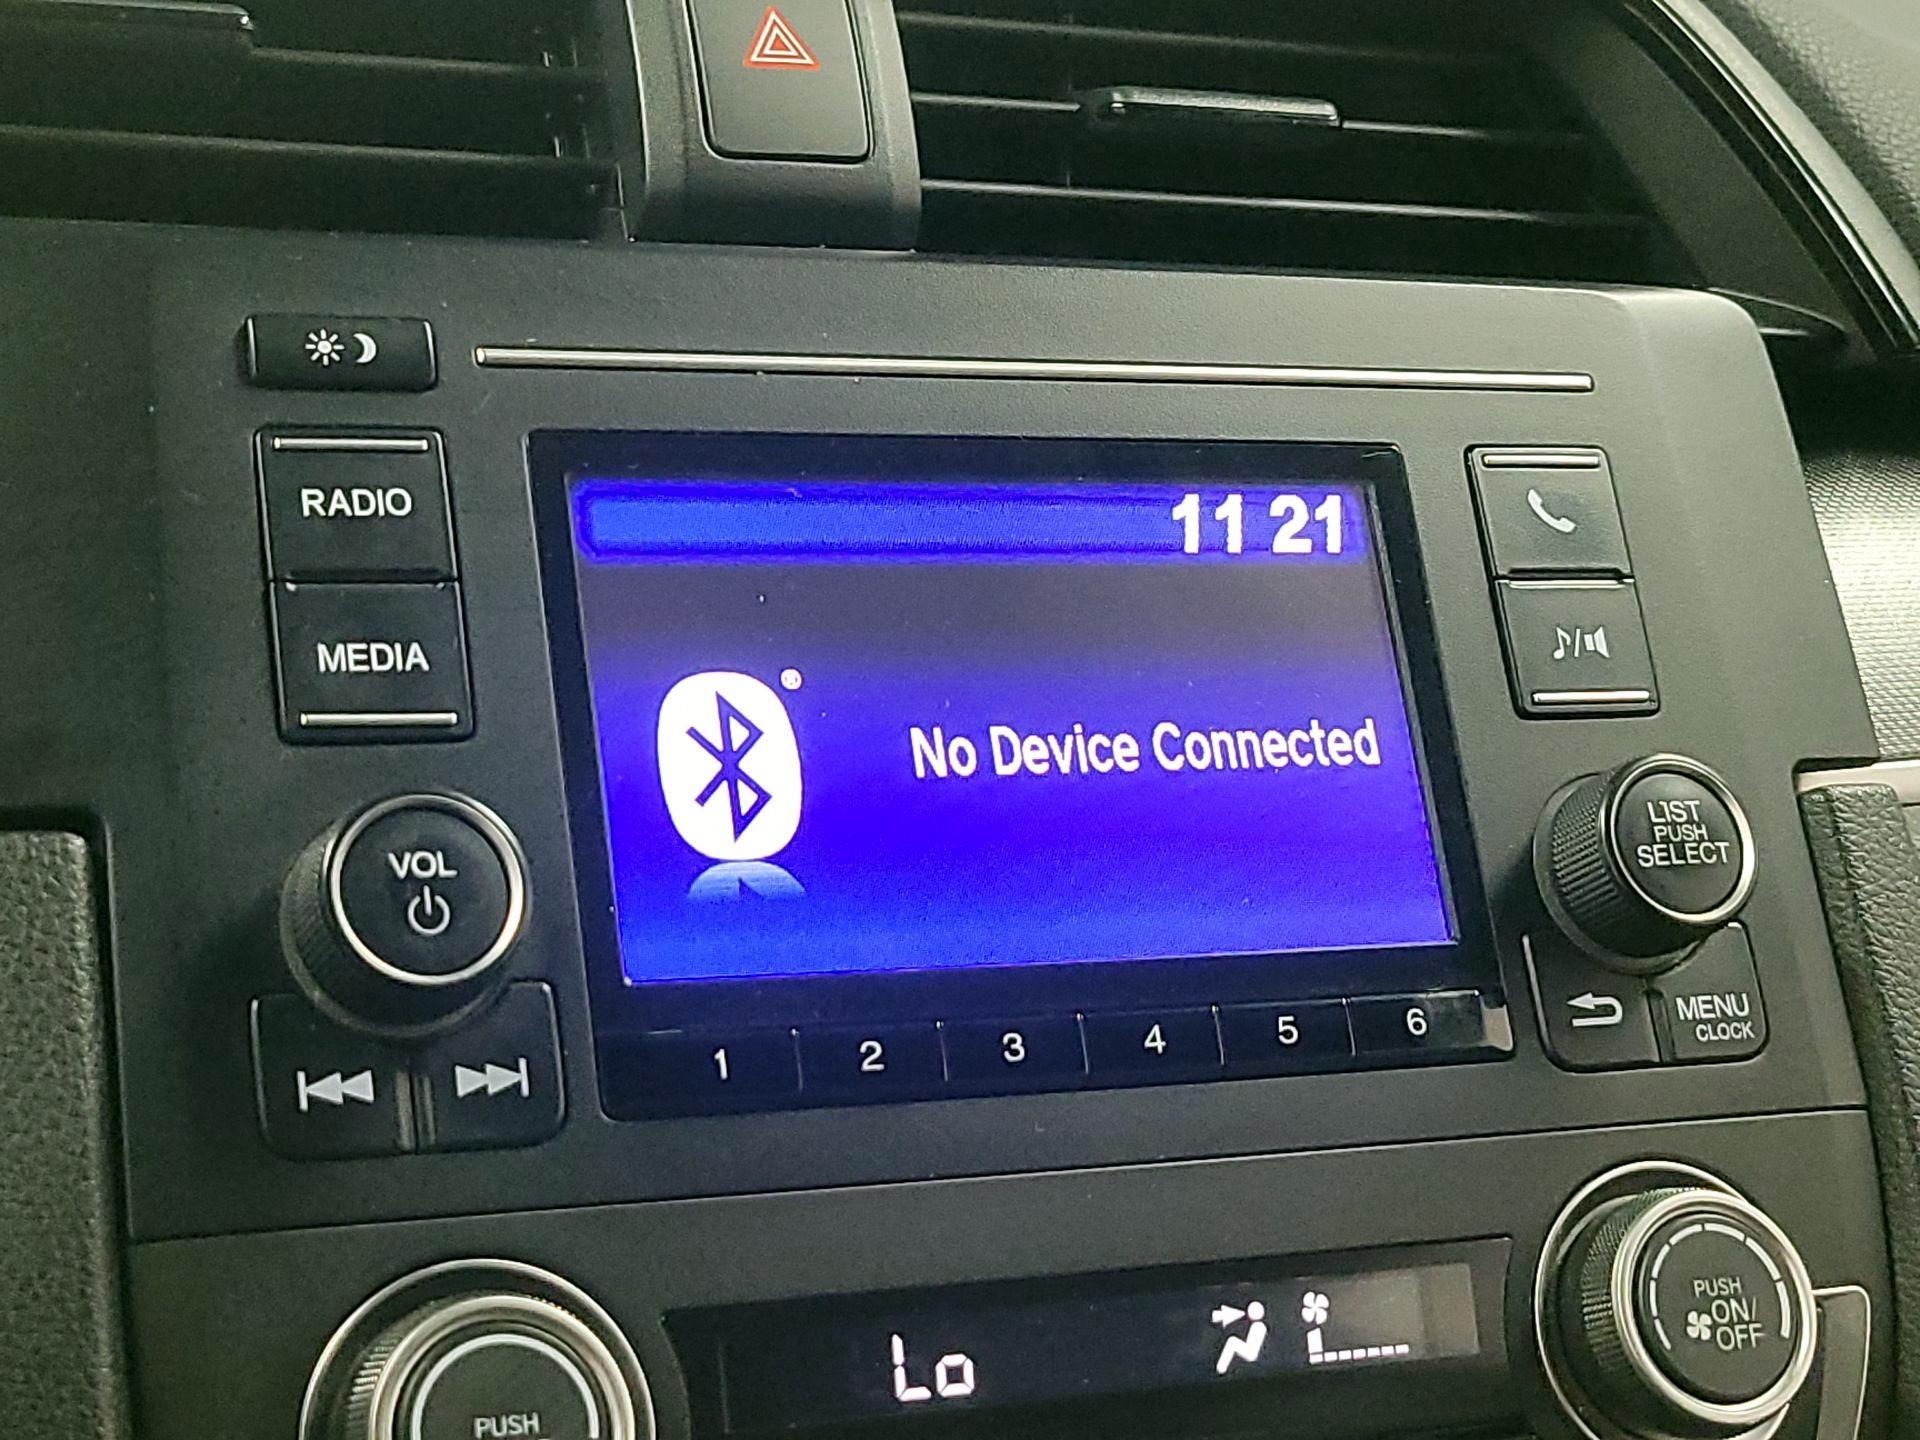 RADIO
MEDIA
VOL
11 21
®
No Device Connected
1 2 3 4 5 6
LIST
PUSH
SELECT
MENU
CLOCK
Lo
PUSH
ON/
OFF
PUSH